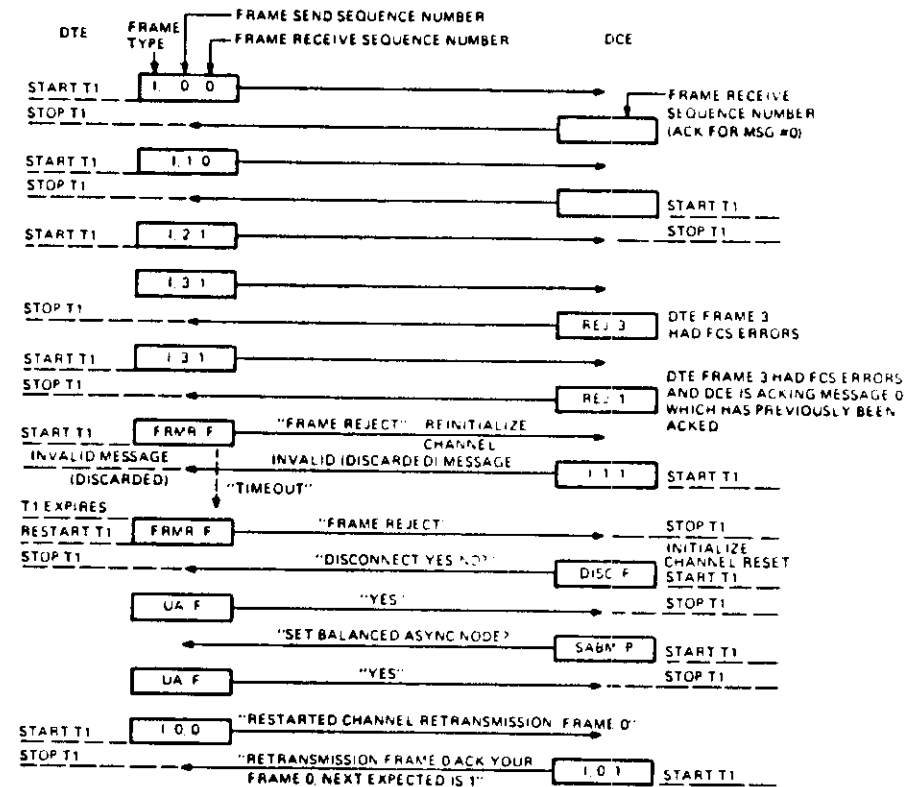 FRAME SEND SEQUENCE NUMBER
DTE
FRAME TYPE
FRAME RECEIVE SEQUENCE NUMBER
DCE
START T1
I, 0 0
FRAME RECEIVE SEQUENCE NUMBER (ACK FOR MSG #0)
STOP T1
START T1
I, 1 0
STOP T1
START T1
START T1
I, 2 1
STOP T1
I, 3 1
STOP T1
REJ 3
DTE FRAME 3 HAD FCS ERRORS
START T1
I 3 1
STOP T1
REJ 1
DTE FRAME 3 HAD FCS ERRORS AND DCE IS ACKING MESSAGE 0 WHICH HAS PREVIOUSLY BEEN ACKED
START T1
FRMR F
"FRAME REJECT" REINITIALIZE CHANNEL
INVALID MESSAGE (DISCARDED)
INVALID (DISCARDED) MESSAGE
I 1 1
START T1
"TIMEOUT"
T1 EXPIRES
RESTART T1
FRMR F
"FRAME REJECT"
STOP T1
INITIALIZE CHANNEL RESET
STOP T1
"DISCONNECT YES NO?"
DISC F
START T1
UA F
"YES"
STOP T1
"SET BALANCED ASYNC NODE?
SABM P
START T1
UA F
"YES"
STOP T1
START T1
I 0, 0
"RESTARTED CHANNEL RETRANSMISSION FRAME 0"
STOP T1
"RETRANSMISSION FRAME 0 ACK YOUR FRAME 0, NEXT EXPECTED IS 1"
I, 0 1
START T1